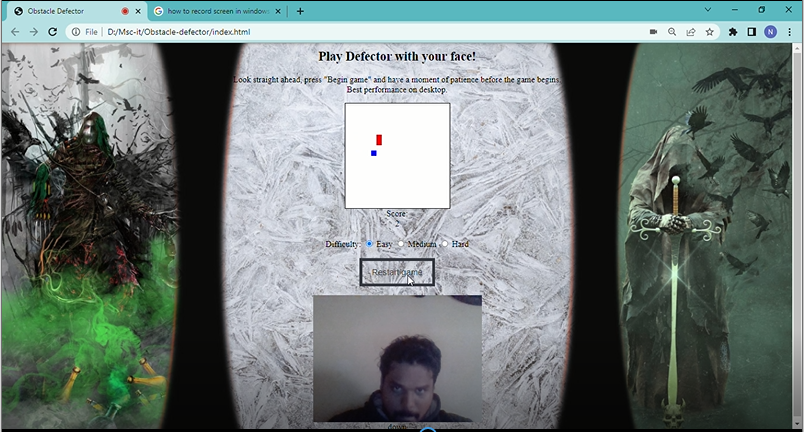 Obstacle Defector
how to record screen in windows
File
D:/Msc-it/Obstacle-defector/index.html
N
Play Defector with your face!
Look straight ahead, press "Begin game" and have a moment of patience before the game begins.
Best performance on desktop.
Score:
Difficulty: Easy Medium Hard
Restart game
down